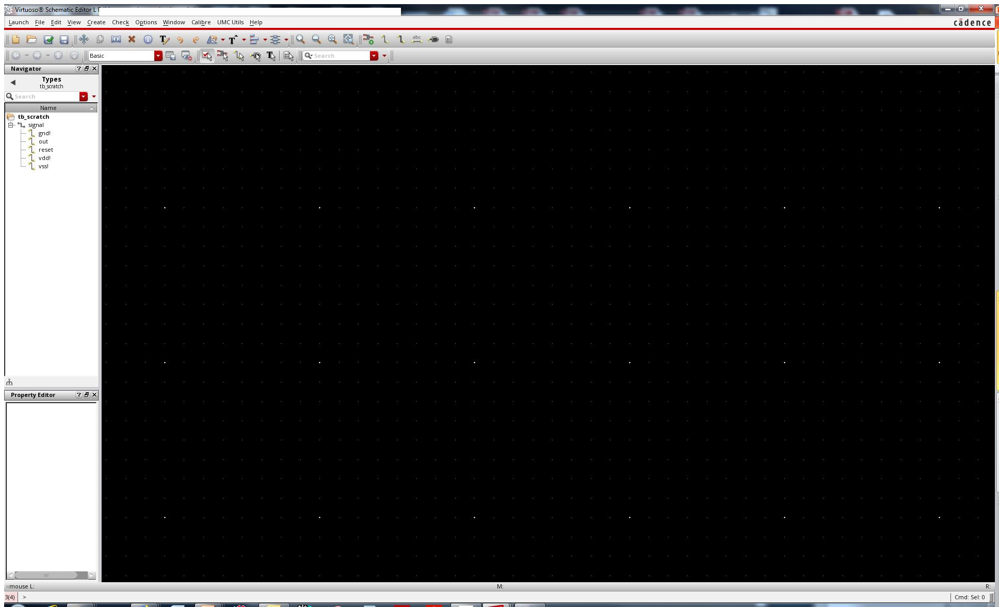 Virtuoso® Schematic Editor L
Launch File Edit View Create Check Options Window Calibre UMC Utils Help
cādence
abc
Basic
Search
Navigator
Types
tb_scratch
Search
Name
tb_scratch
signal
gnd!
out
reset
vdd!
vss!
Property Editor
mouse L: M: R:
3(4) > Cmd: Sel: 0